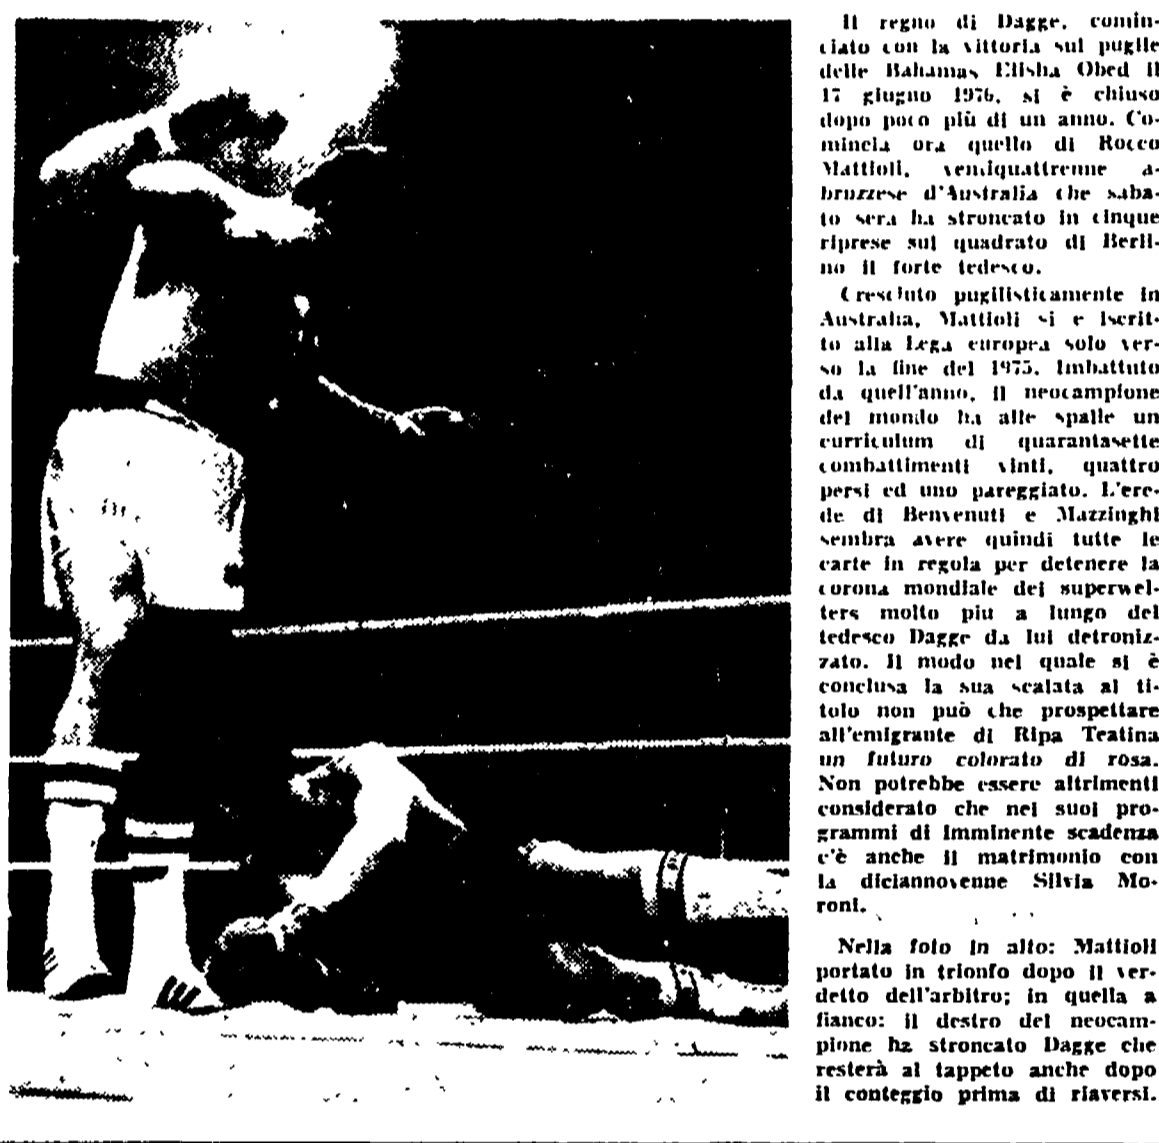 Il regno di Dagge, comin-
ciato con la vittoria sul pugile
delle Bahamas Elisha Obed il
17 giugno 1976, si è chiuso
dopo poco più di un anno. Co-
mincia ora quello di Rocco
Mattioli, ventiquattrenne a-
bruzzese d'Australia che saba-
to sera ha stroncato in cinque
riprese sul quadrato di Berli-
no il forte tedesco.
Cresciuto pugilisticamente in
Australia, Mattioli si e iscrit-
to alla Lega europea solo ver-
so la fine del 1975. Imbattuto
da quell'anno, il neocampione
del mondo ha alle spalle un
curriculum di quarantasette
combattimenti vinti, quattro
persi ed uno pareggiato. L'ere-
de di Benvenuti e Mazzinghi
sembra avere quindi tutte le
carte in regola per detenere la
corona mondiale dei superwel-
ters molto piu a lungo del
tedesco Dagge da lui detroniz-
zato. Il modo nel quale si è
conclusa la sua scalata al ti-
tolo non può che prospettare
all'emigrante di Ripa Teatina
un futuro colorato di rosa.
Non potrebbe essere altrimenti
considerato che nei suoi pro-
grammi di imminente scadenza
c'è anche il matrimonio con
la diciannovenne Silvia Mo-
roni.
Nella foto in alto: Mattioli
portato in trionfo dopo il ver-
detto dell'arbitro; in quella a
fianco: il destro del neocam-
pione ha stroncato Dagge che
resterà al tappeto anche dopo
il conteggio prima di riaversi.